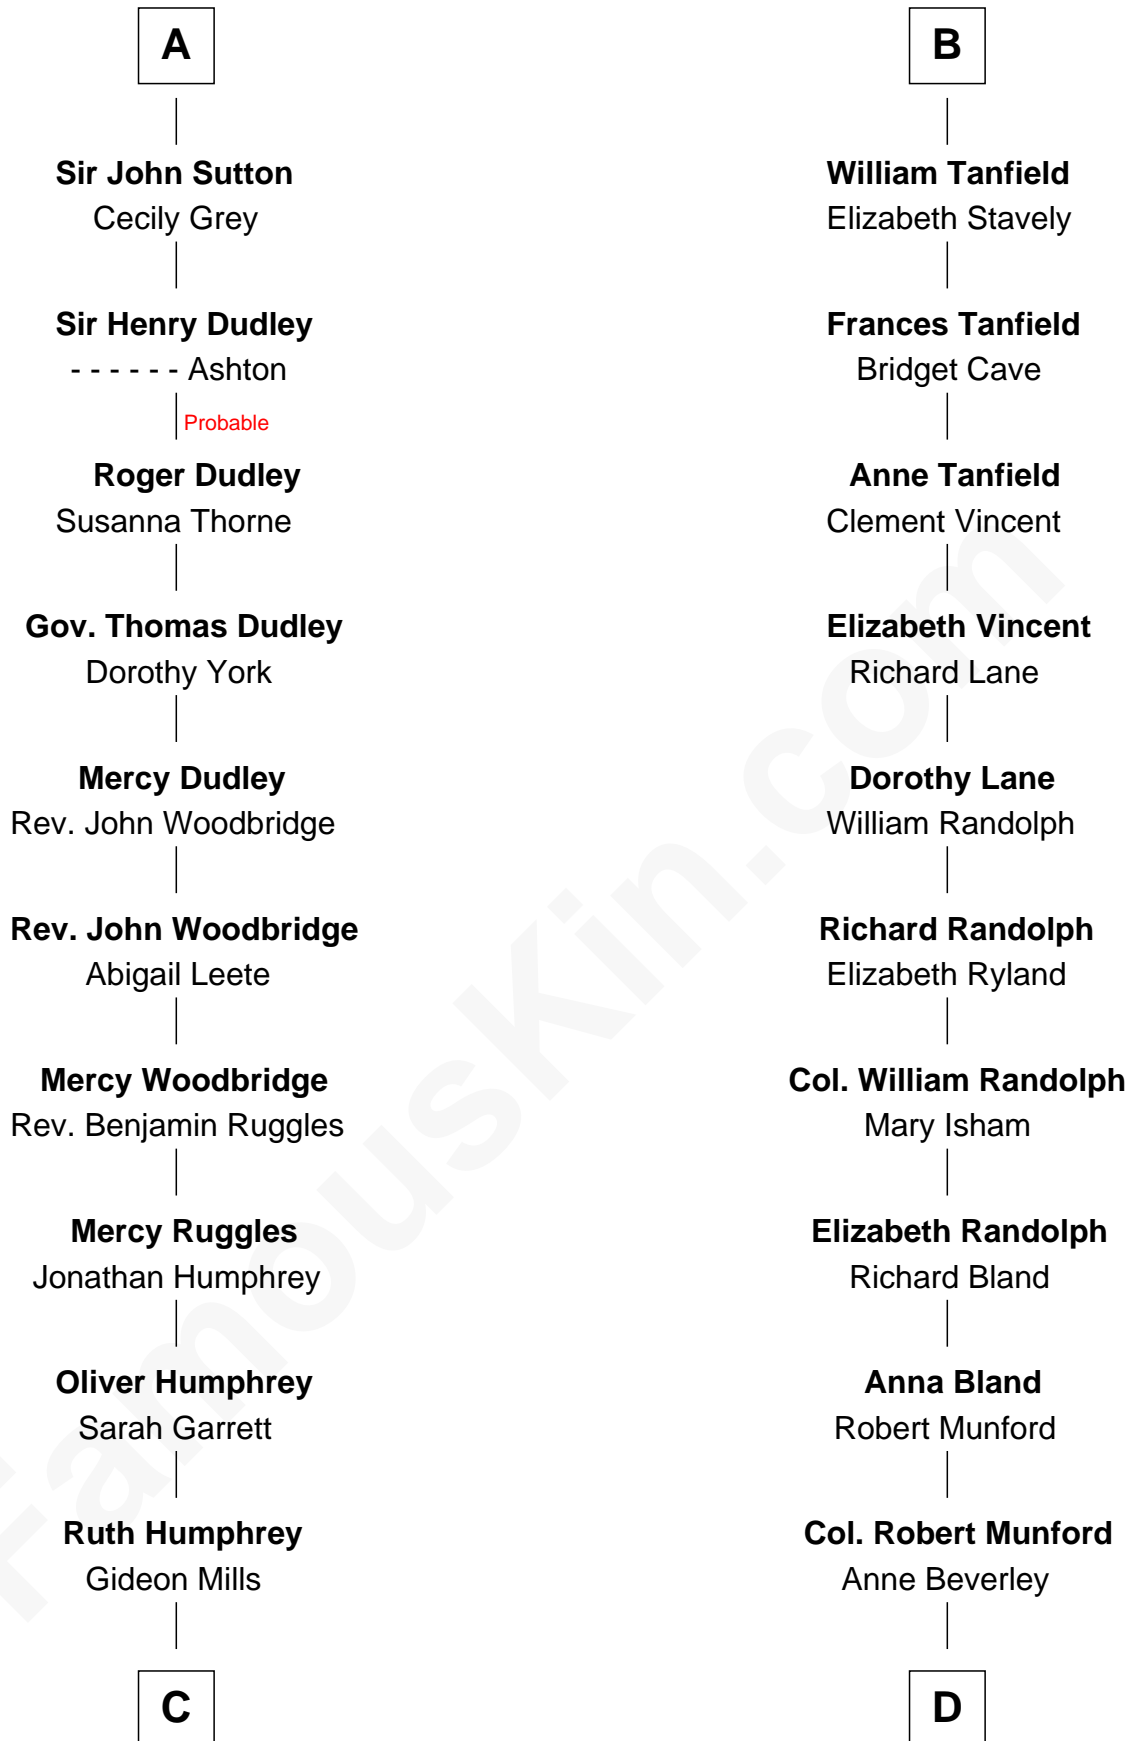 A
Sir John Sutton
Cecily Grey
Sir Henry Dudley
- - - - - - Ashton
Probable
Roger Dudley
Susanna Thorne
Gov. Thomas Dudley
Dorothy York
Mercy Dudley
Rev. John Woodbridge
Rev. John Woodbridge
Abigail Leete
Mercy Woodbridge
Rev. Benjamin Ruggles
Mercy Ruggles
Jonathan Humphrey
Oliver Humphrey
Sarah Garrett
Ruth Humphrey
Gideon Mills
C
B
William Tanfield
Elizabeth Stavely
Frances Tanfield
Bridget Cave
Anne Tanfield
Clement Vincent
Elizabeth Vincent
Richard Lane
Dorothy Lane
William Randolph
Richard Randolph
Elizabeth Ryland
Col. William Randolph
Mary Isham
Elizabeth Randolph
Richard Bland
Anna Bland
Robert Munford
Col. Robert Munford
Anne Beverley
D
FamousKin.com